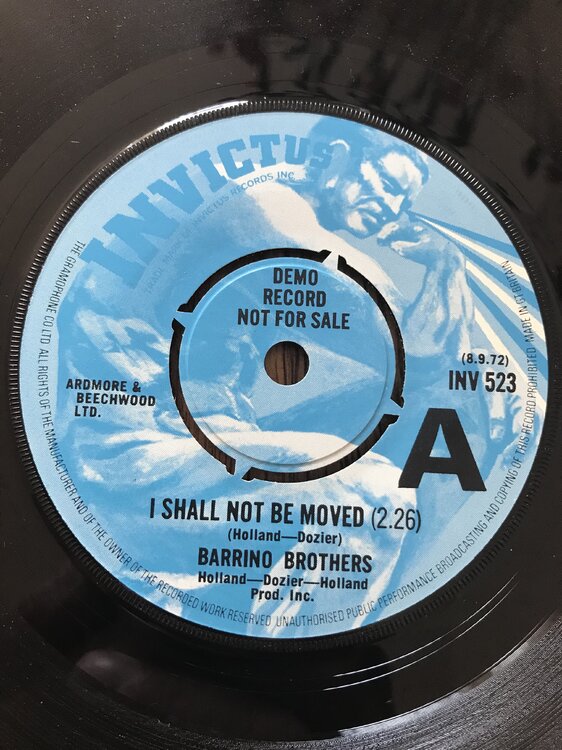 INVICTUS
INVICTUS RECORDS INC.
DEMO
RECORD
NOT FOR SALE
ARDMORE &
BEECHWOOD
LTD.
(8.9.72)
INV 523
A
I SHALL NOT BE MOVED (2.26)
(Holland—Dozier)
BARRINO BROTHERS
Holland—Dozier—Holland
Prod. Inc.
THE GRAMOPHONE CO LTD. ALL RIGHTS OF THE MANUFACTURER AND OF THE OWNER OF THE RECORDED WORK RESERVED. UNAUTHORISED PUBLIC PERFORMANCE BROADCASTING AND COPYING OF THIS RECORD PROHIBITED. MADE IN GT BRITAIN